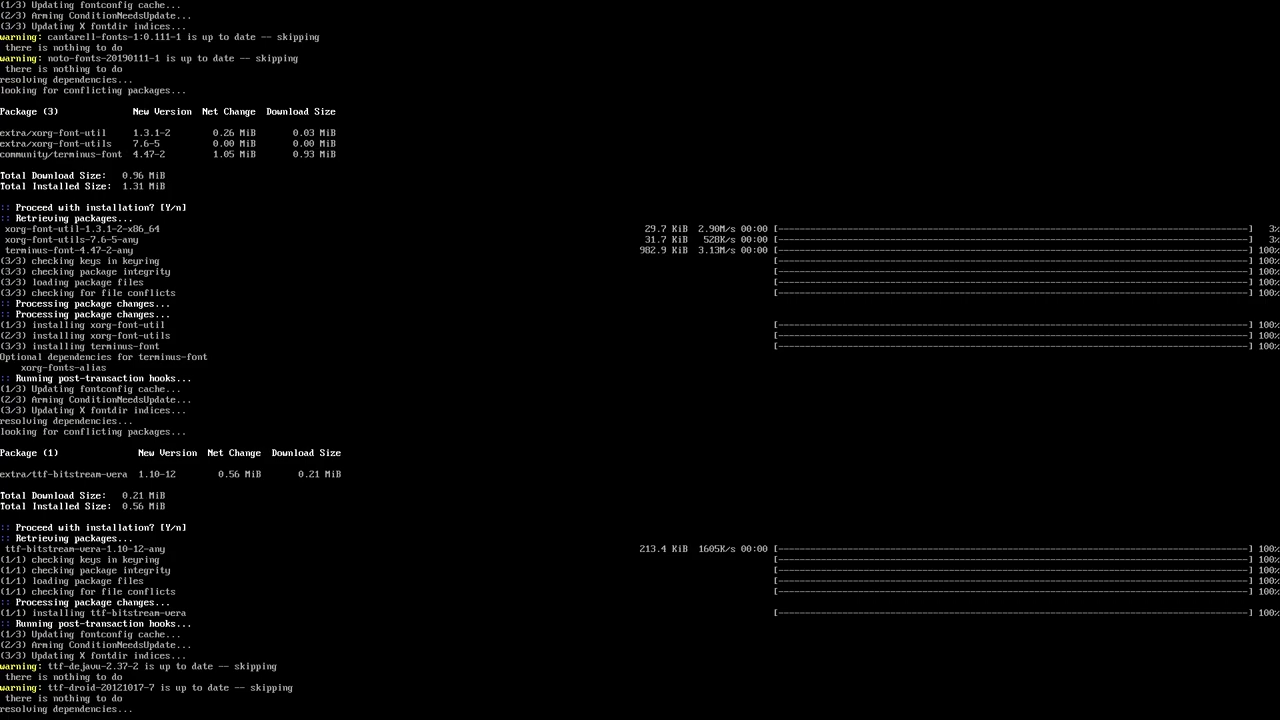 (1/3) Updating fontconfig cache...
(2/3) Arming ConditionNeedsUpdate...
(3/3) Updating X fontdir indices...
warning: cantarell-fonts-1:0.111-1 is up to date -- skipping
 there is nothing to do
warning: noto-fonts-20190111-1 is up to date -- skipping
 there is nothing to do
resolving dependencies...
looking for conflicting packages...
Package (3) New Version Net Change Download Size
extra/xorg-font-util 1.3.1-2 0.26 MiB 0.03 MiB
extra/xorg-font-utils 7.6-5 0.00 MiB 0.00 MiB
community/terminus-font 4.47-2 1.05 MiB 0.93 MiB
Total Download Size: 0.96 MiB
Total Installed Size: 1.31 MiB
:: Proceed with installation? [Y/n]
:: Retrieving packages...
 xorg-font-util-1.3.1-2-x86_64 29.7 KiB 2.90M/s 00:00 [----------] 3%
 xorg-font-utils-7.6-5-any 31.7 KiB 528K/s 00:00 [----------] 3%
 terminus-font-4.47-2-any 982.9 KiB 3.13M/s 00:00 [----------] 100%
(3/3) checking keys in keyring [----------] 100%
(3/3) checking package integrity [----------] 100%
(3/3) loading package files [----------] 100%
(3/3) checking for file conflicts [----------] 100%
:: Processing package changes...
:: Processing package changes...
(1/3) installing xorg-font-util [----------] 100%
(2/3) installing xorg-font-utils [----------] 100%
(3/3) installing terminus-font [----------] 100%
Optional dependencies for terminus-font
    xorg-fonts-alias
:: Running post-transaction hooks...
(1/3) Updating fontconfig cache...
(2/3) Arming ConditionNeedsUpdate...
(3/3) Updating X fontdir indices...
resolving dependencies...
looking for conflicting packages...
Package (1) New Version Net Change Download Size
extra/ttf-bitstream-vera 1.10-12 0.56 MiB 0.21 MiB
Total Download Size: 0.21 MiB
Total Installed Size: 0.56 MiB
:: Proceed with installation? [Y/n]
:: Retrieving packages...
 ttf-bitstream-vera-1.10-12-any 213.4 KiB 1605K/s 00:00 [----------] 100%
(1/1) checking keys in keyring [----------] 100%
(1/1) checking package integrity [----------] 100%
(1/1) loading package files [----------] 100%
(1/1) checking for file conflicts [----------] 100%
:: Processing package changes...
(1/1) installing ttf-bitstream-vera [----------] 100%
:: Running post-transaction hooks...
(1/3) Updating fontconfig cache...
(2/3) Arming ConditionNeedsUpdate...
(3/3) Updating X fontdir indices...
warning: ttf-dejavu-2.37-2 is up to date -- skipping
 there is nothing to do
warning: ttf-droid-20121017-7 is up to date -- skipping
 there is nothing to do
resolving dependencies...